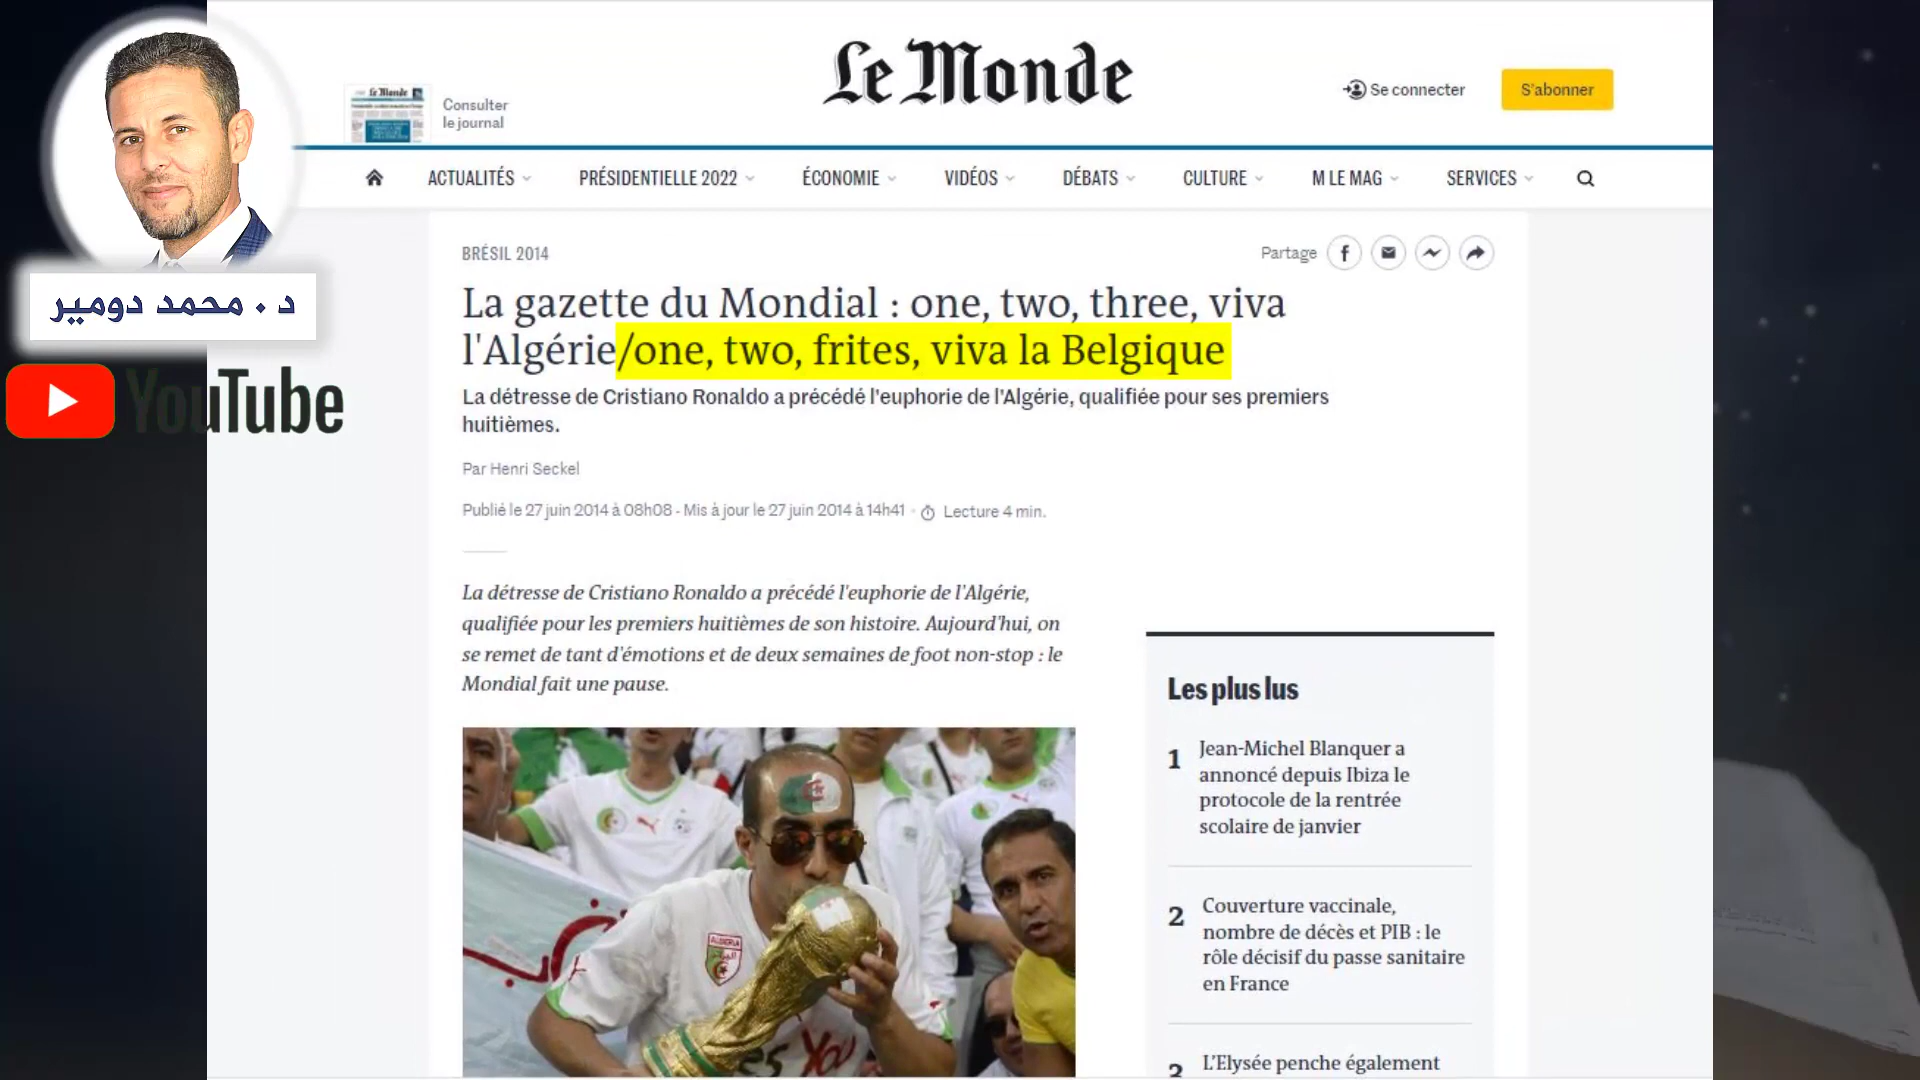 Le Monde
Consulter
le journal
Se connecter
S'abonner
ACTUALITÉS
PRÉSIDENTIELLE 2022
ÉCONOMIE
VIDÉOS
DÉBATS
CULTURE
M LE MAG
SERVICES
د . محمد دومير
YouTube
BRÉSIL 2014
Partage
La gazette du Mondial : one, two, three, viva
l'Algérie/one, two, frites, viva la Belgique
La détresse de Cristiano Ronaldo a précédé l'euphorie de l'Algérie, qualifiée pour ses premiers
huitièmes.
Par Henri Seckel
Publié le 27 juin 2014 à 08h08 - Mis à jour le 27 juin 2014 à 14h41 · Lecture 4 min.
La détresse de Cristiano Ronaldo a précédé l'euphorie de l'Algérie,
qualifiée pour les premiers huitièmes de son histoire. Aujourd'hui, on
se remet de tant d'émotions et de deux semaines de foot non-stop : le
Mondial fait une pause.
ALGERIA
Les plus lus
1 Jean-Michel Blanquer a
annoncé depuis Ibiza le
protocole de la rentrée
scolaire de janvier
2 Couverture vaccinale,
nombre de décès et PIB : le
rôle décisif du passe sanitaire
en France
3 L'Elysée penche également